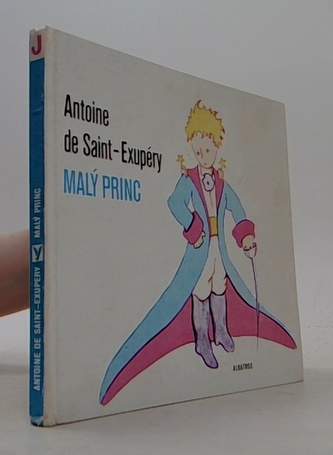 Antoine
de Saint-Exupéry
MALÝ PRINC
ALBATROS
J
ANTOINE DE SAINT-EXUPÉRY MALÝ PRINC